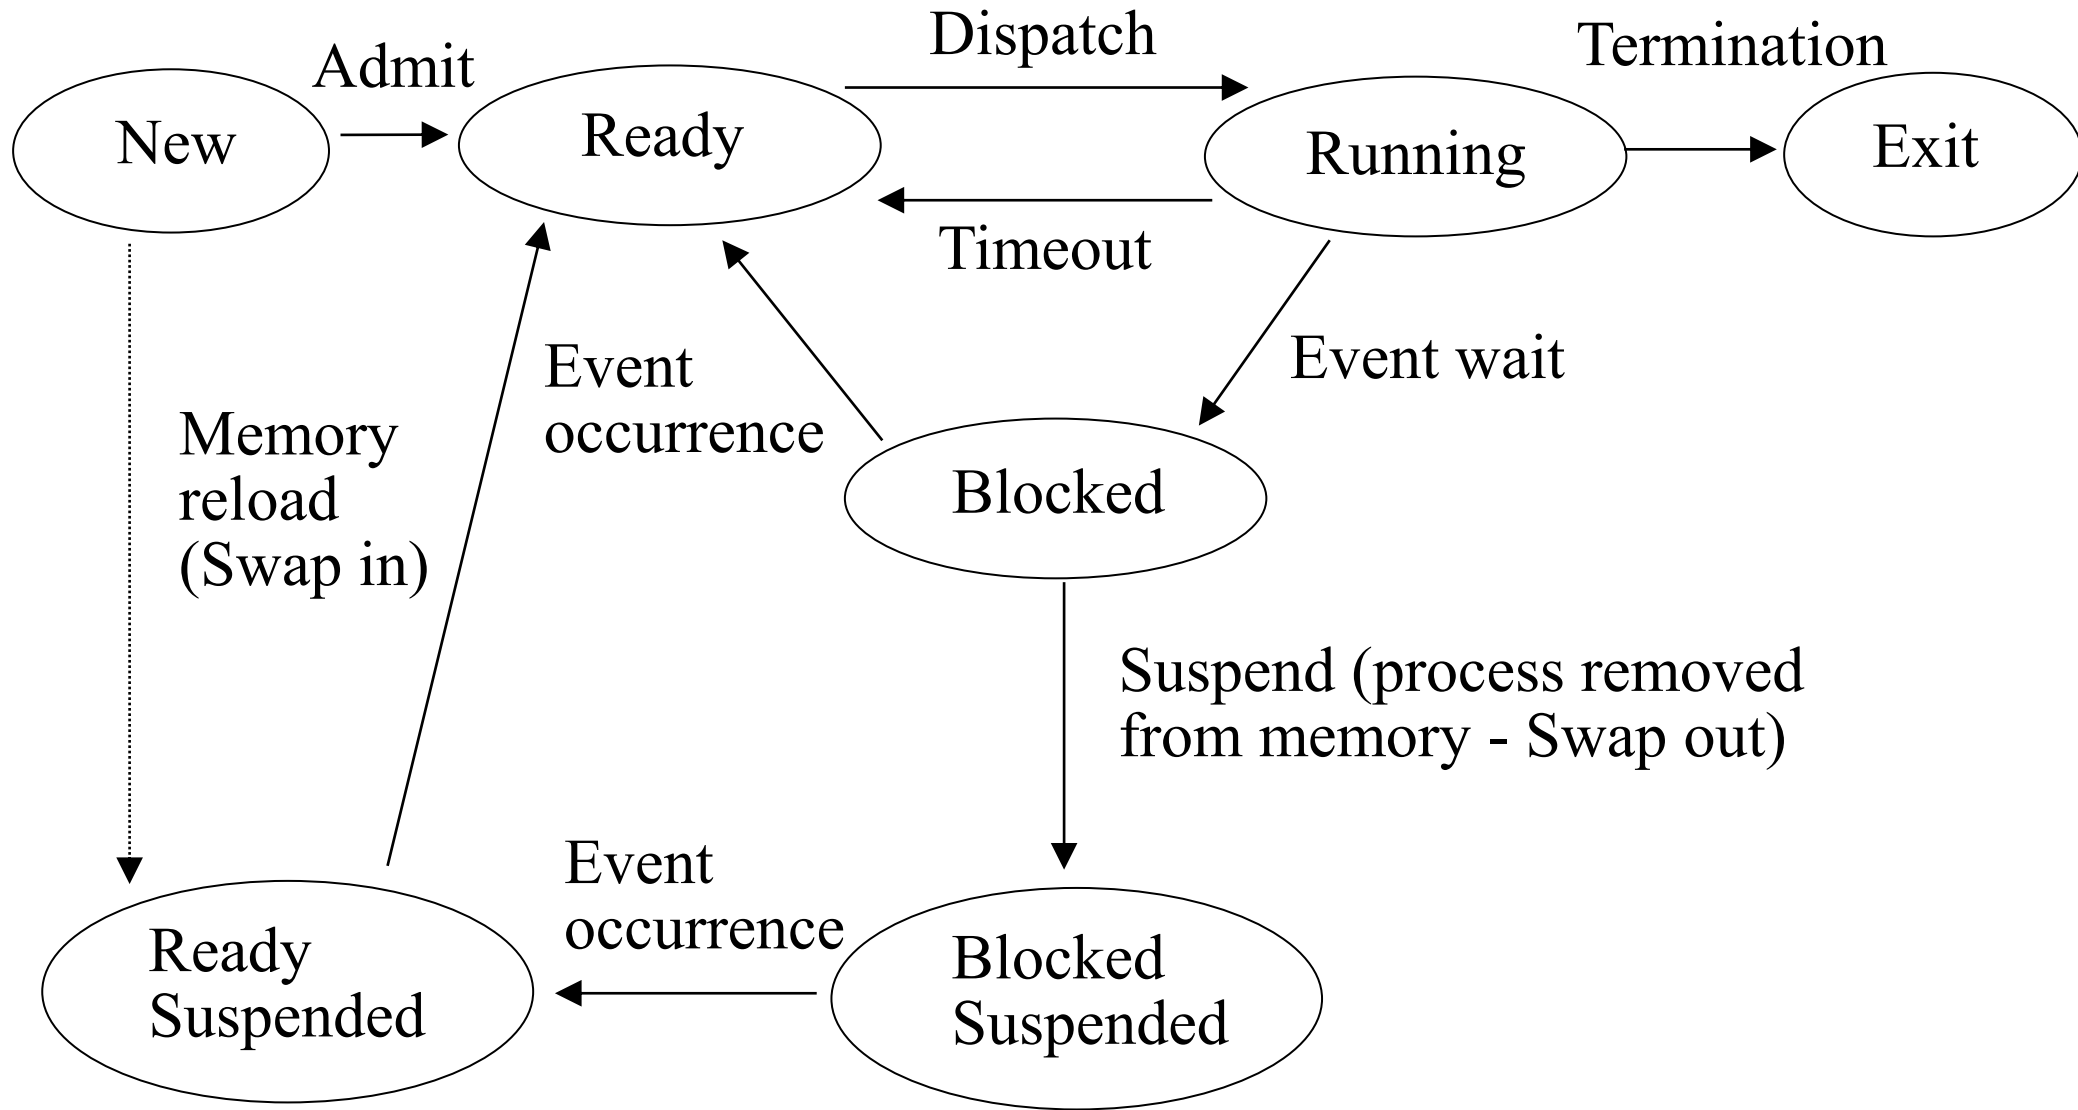 Dispatch
Termination
Admit
New
Ready
Running
Exit
Timeout
Event wait
Event
occurrence
Memory
reload
(Swap in)
Blocked
Suspend (process removed
from memory - Swap out)
Event
occurrence
Ready
Suspended
Blocked
Suspended